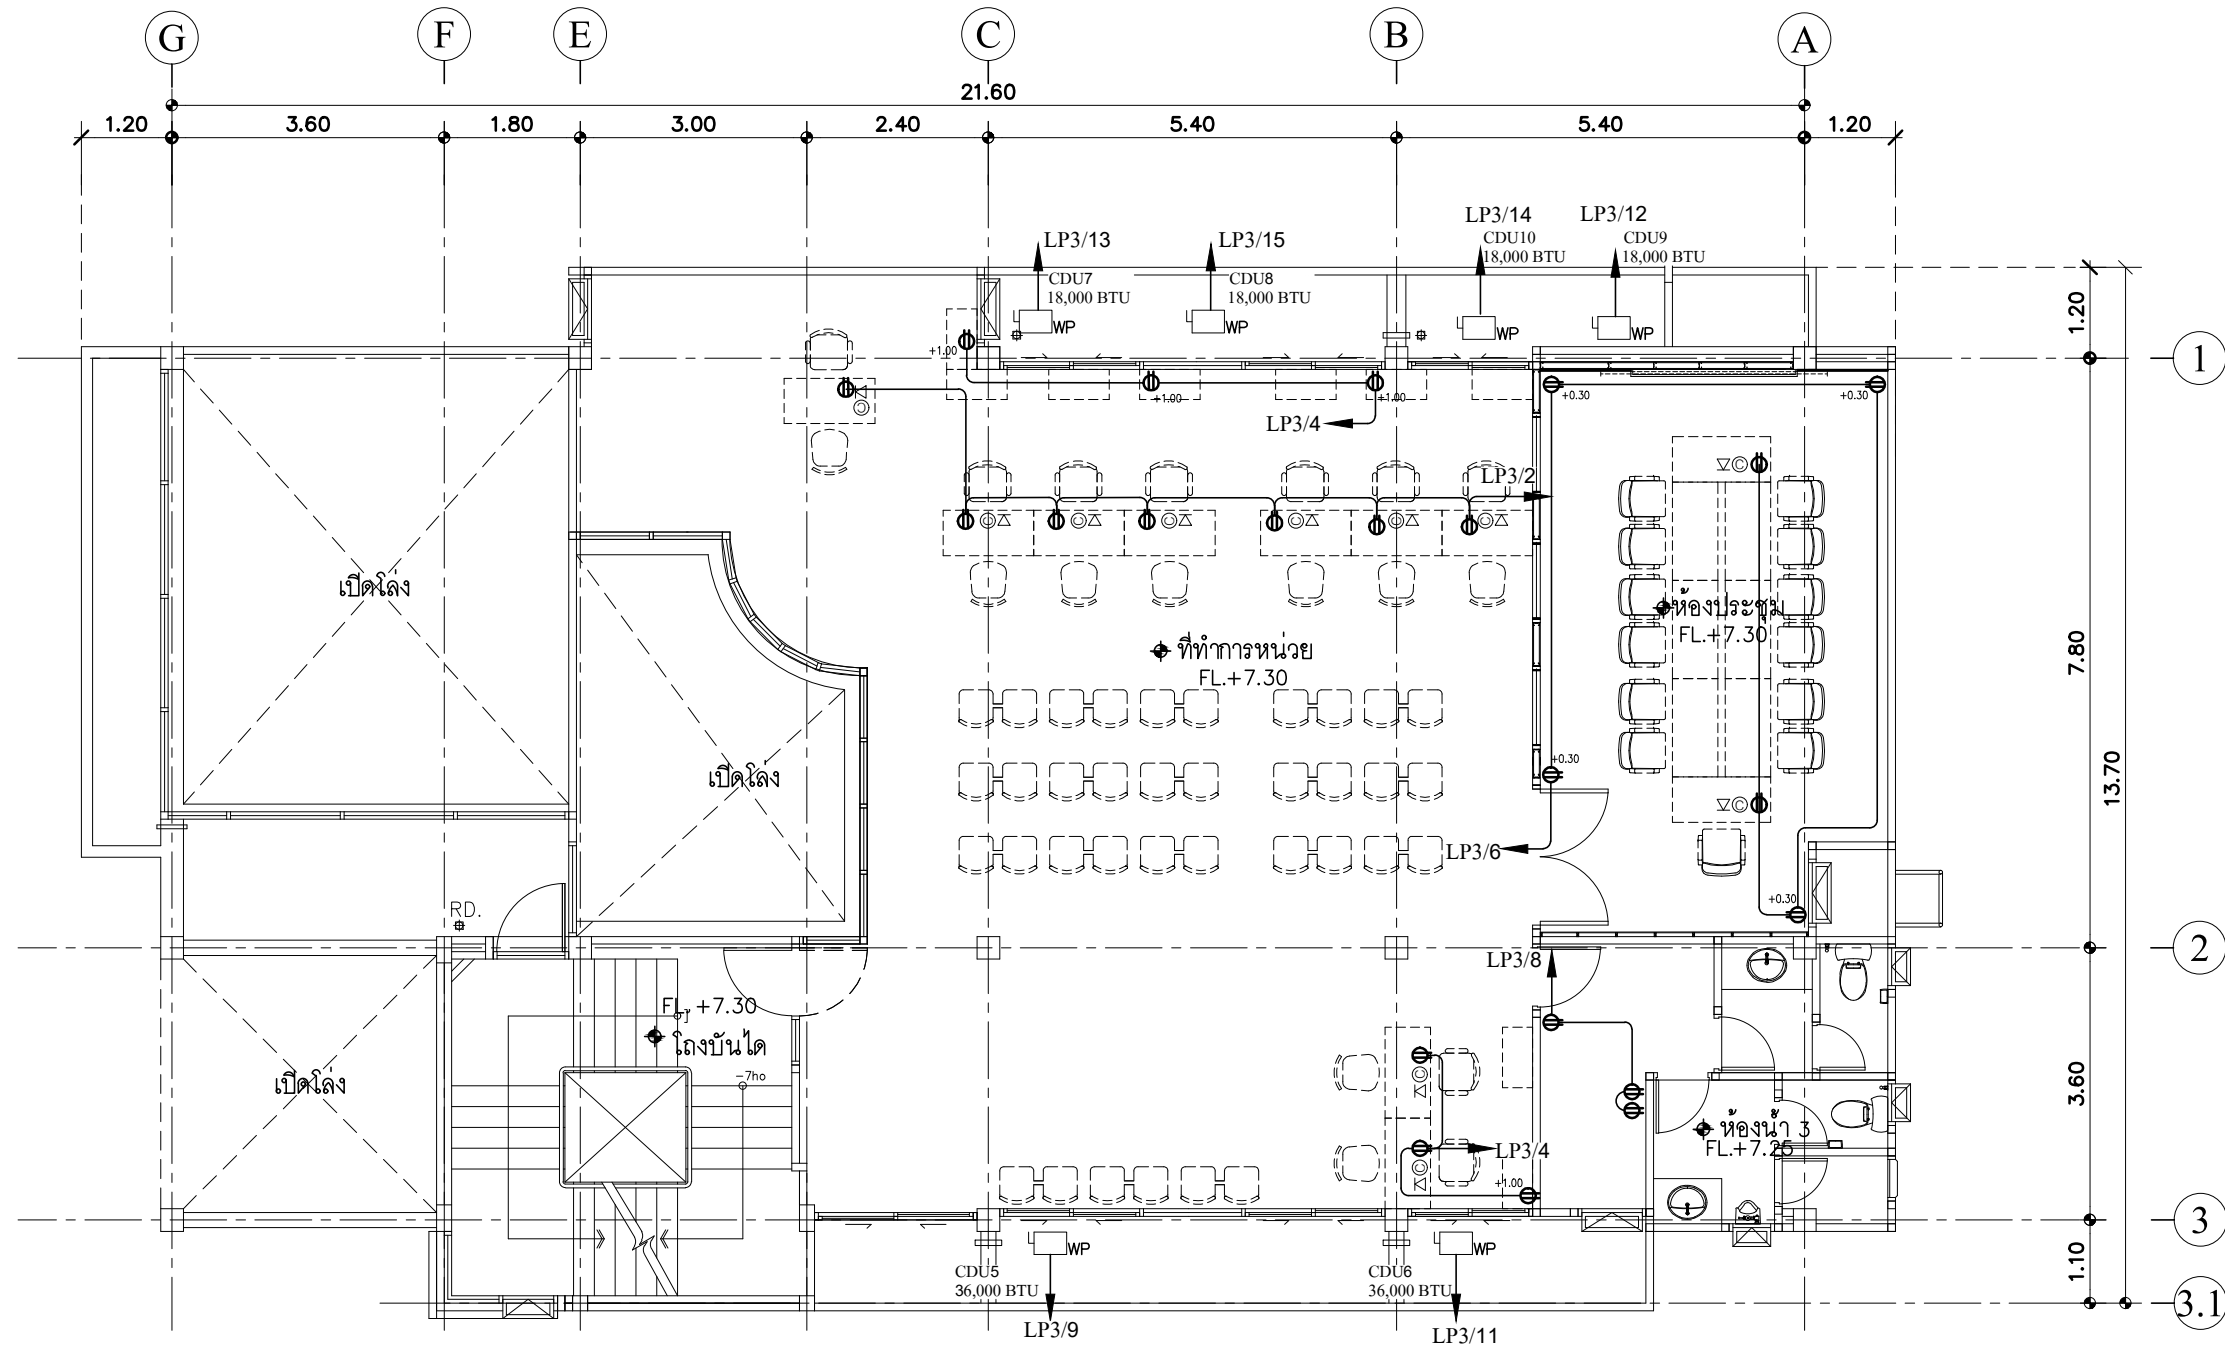 G
F
E
C
B
A
21.60
1.20
3.60
1.80
3.00
2.40
5.40
5.40
1.20
LP3/14
LP3/12
LP3/13
LP3/15
CDU10
18,000 BTU
CDU9
18,000 BTU
CDU7
18,000 BTU
CDU8
18,000 BTU
WP
WP
WP
WP
1.20
1
+1.00
+1.00
+1.00
+0.30
+0.30
LP3/4
LP3/2
C
C
C
C
C
C
C
C
เปิดโล่ง
ห้องประชุม
FL.+7.30
ที่ทำการหน่วย
FL.+7.30
7.80
13.70
เปิดโล่ง
+0.30
C
LP3/6
+0.30
RD.
2
LP3/8
FL.+7.30
โถงบันได
-7ho
เปิดโล่ง
C
C
3.60
ห้องน้ำ 3
FL.+7.25
LP3/4
+1.00
3
WP
WP
CDU5
36,000 BTU
CDU6
36,000 BTU
1.10
3.1
LP3/9
LP3/11